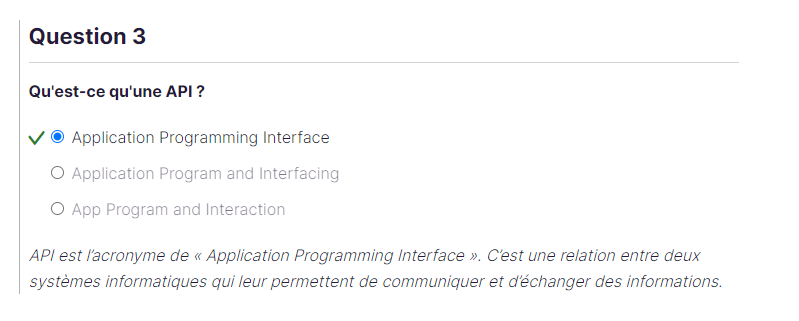 Question 3
Qu'est-ce qu'une API ?
Application Programming Interface
Application Program and Interfacing
App Program and Interaction
API est l’acronyme de « Application Programming Interface ». C’est une relation entre deux
systèmes informatiques qui leur permettent de communiquer et d’échanger des informations.